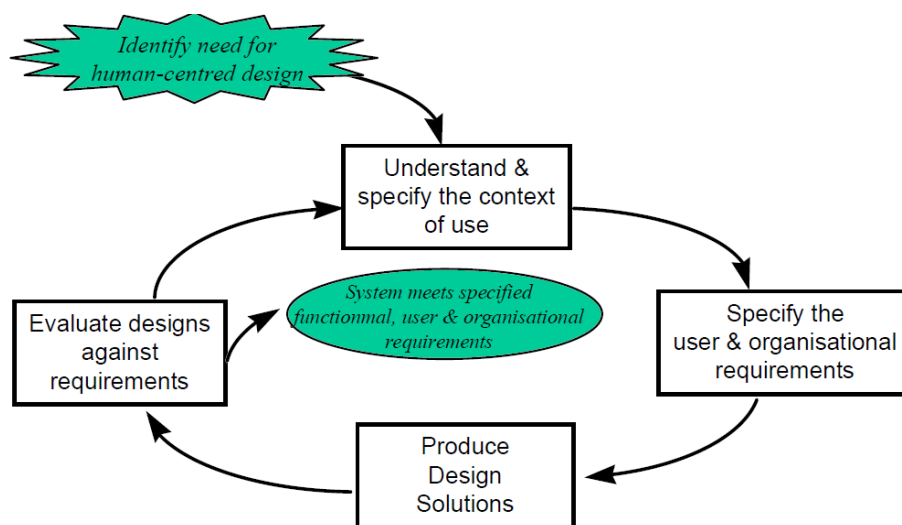 Identify need for
human-centred design
Understand &
specify the context
of use
System meets specified
functionmal, user & organisational
requirements
Evaluate designs
against
requirements
Specify the
user & organisational
requirements
Produce
Design
Solutions